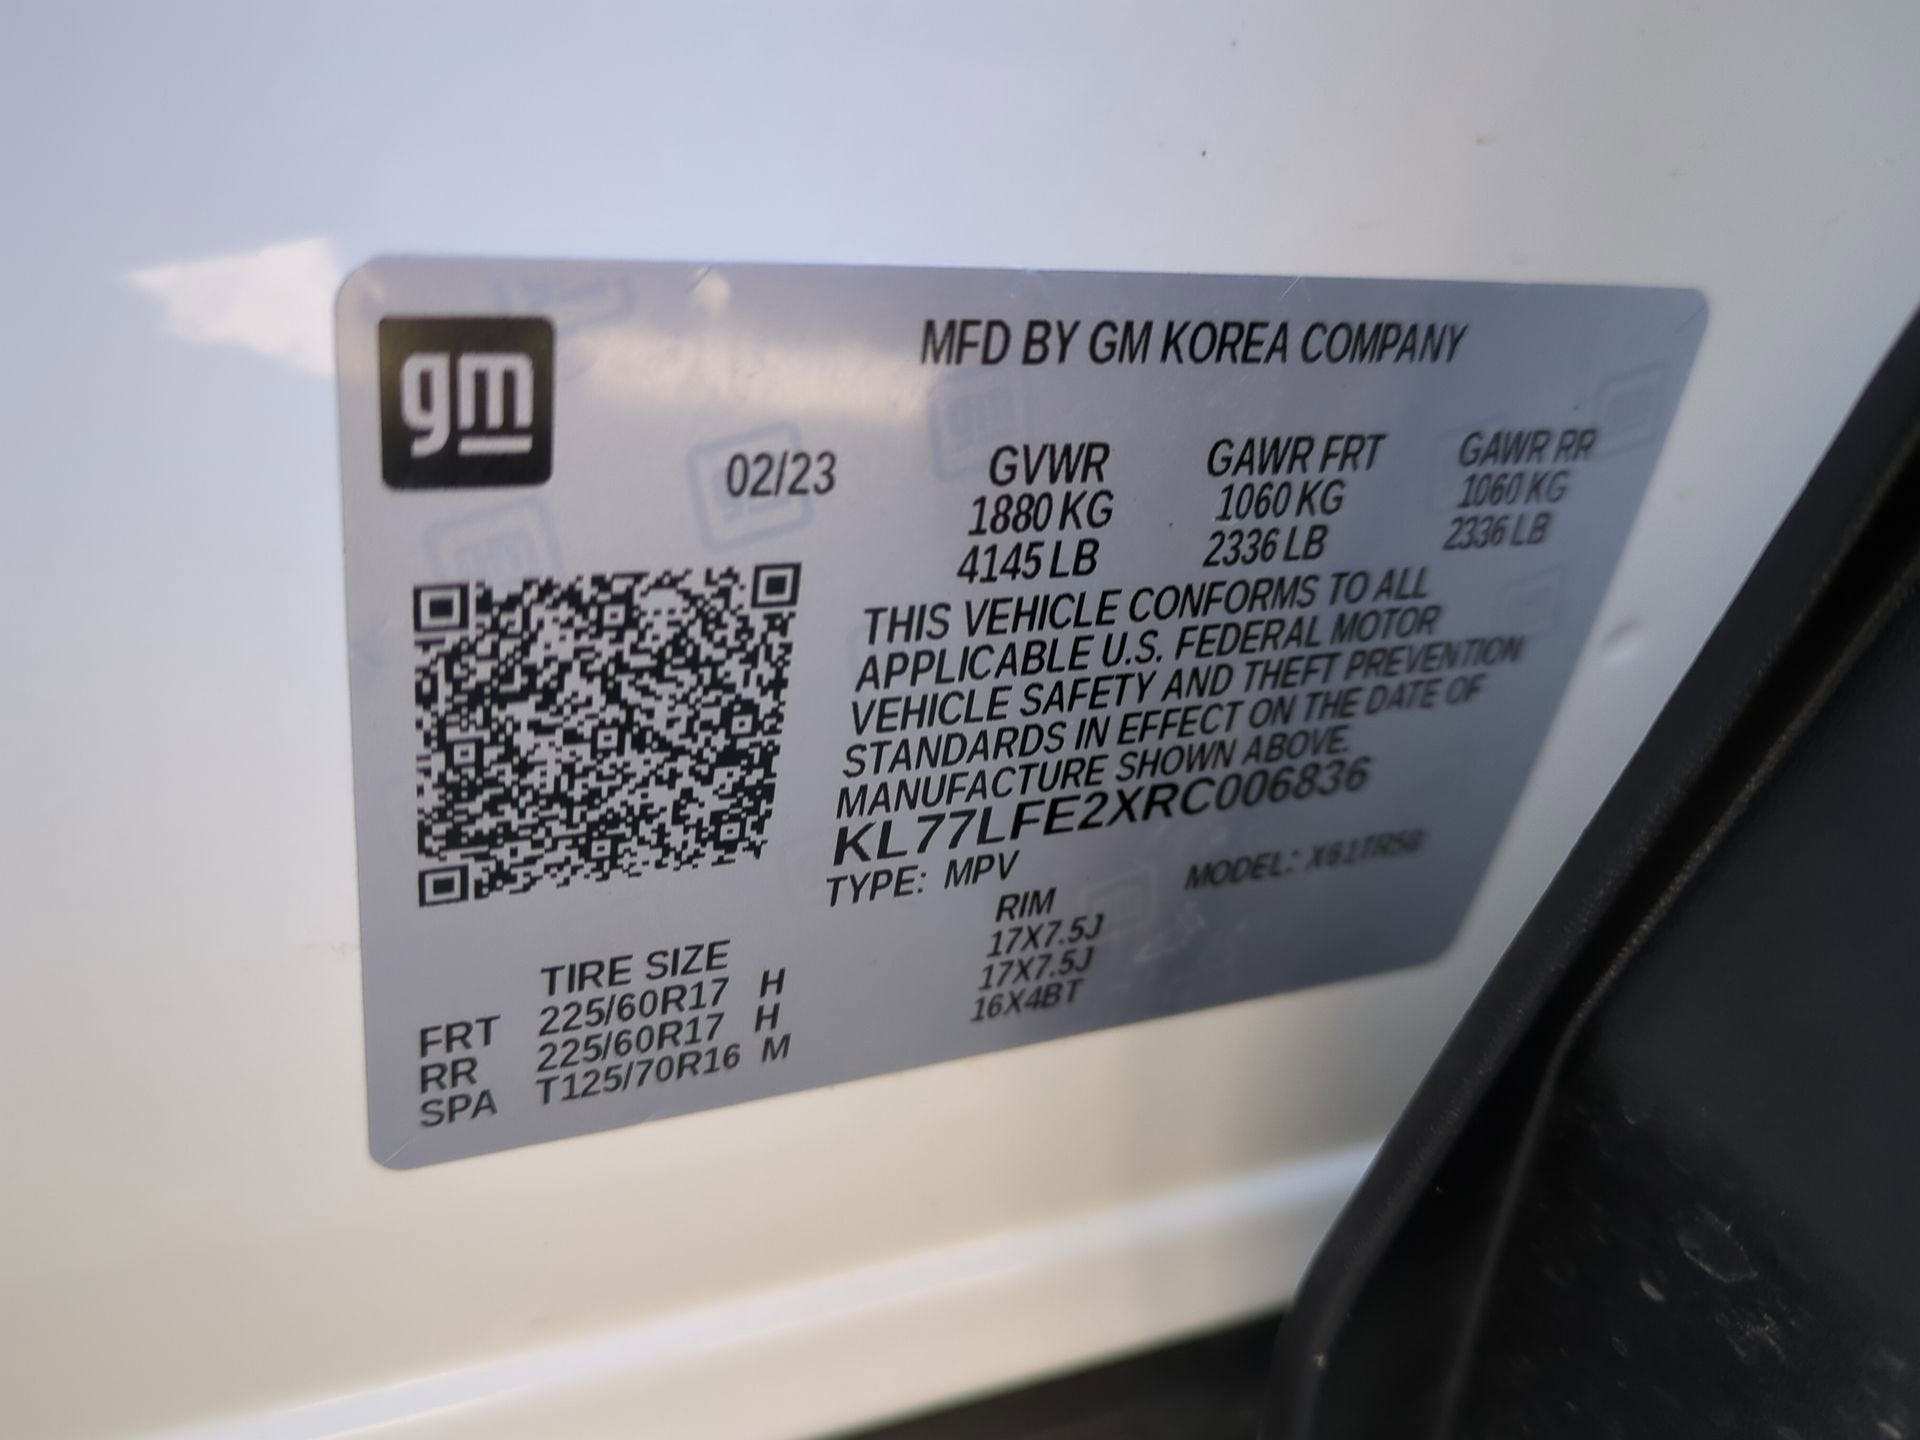 gm
MFD BY GM KOREA COMPANY
02/23 GVWR GAWR FRT GAWR RR
1880 KG 1060 KG 1060 KG
4145 LB 2336 LB 2336 LB
THIS VEHICLE CONFORMS TO ALL
APPLICABLE U.S. FEDERAL MOTOR
VEHICLE SAFETY AND THEFT PREVENTION
STANDARDS IN EFFECT ON THE DATE OF
MANUFACTURE SHOWN ABOVE.
KL77LFE2XRC006836
TYPE: MPV MODEL:
TIRE SIZE RIM
FRT 225/60R17 H 17X7.5J
RR 225/60R17 H 17X7.5J
SPA T125/70R16 M 16X4BT